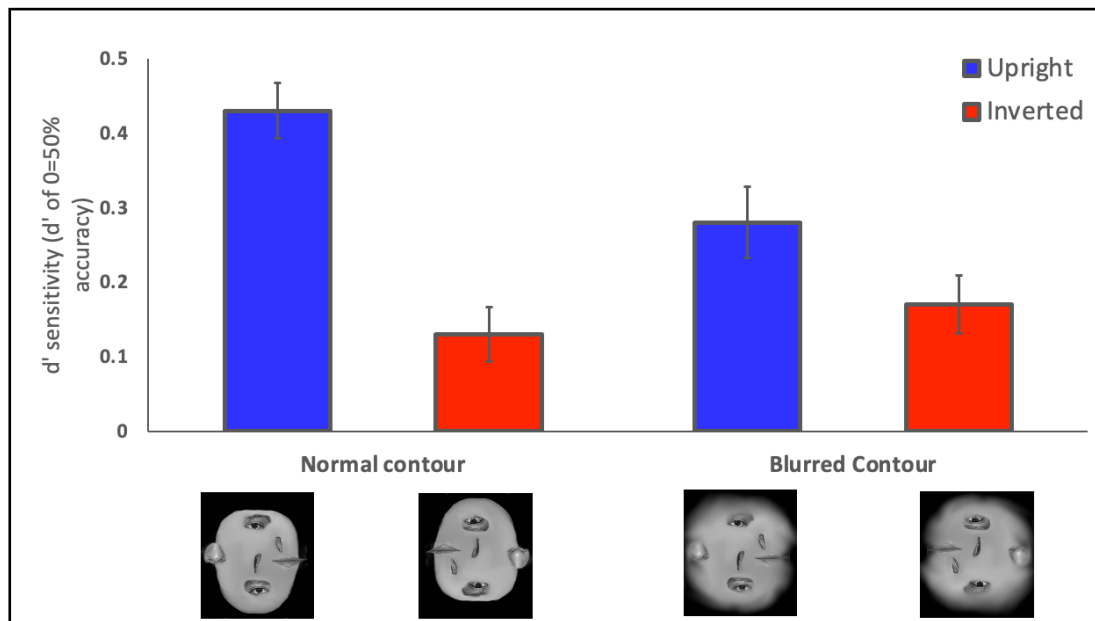 d' sensitivity (d' of 0=50%
accuracy)
0.5
0.4
0.3
0.2
0.1
0
Upright
Inverted
Normal contour
Blurred Contour